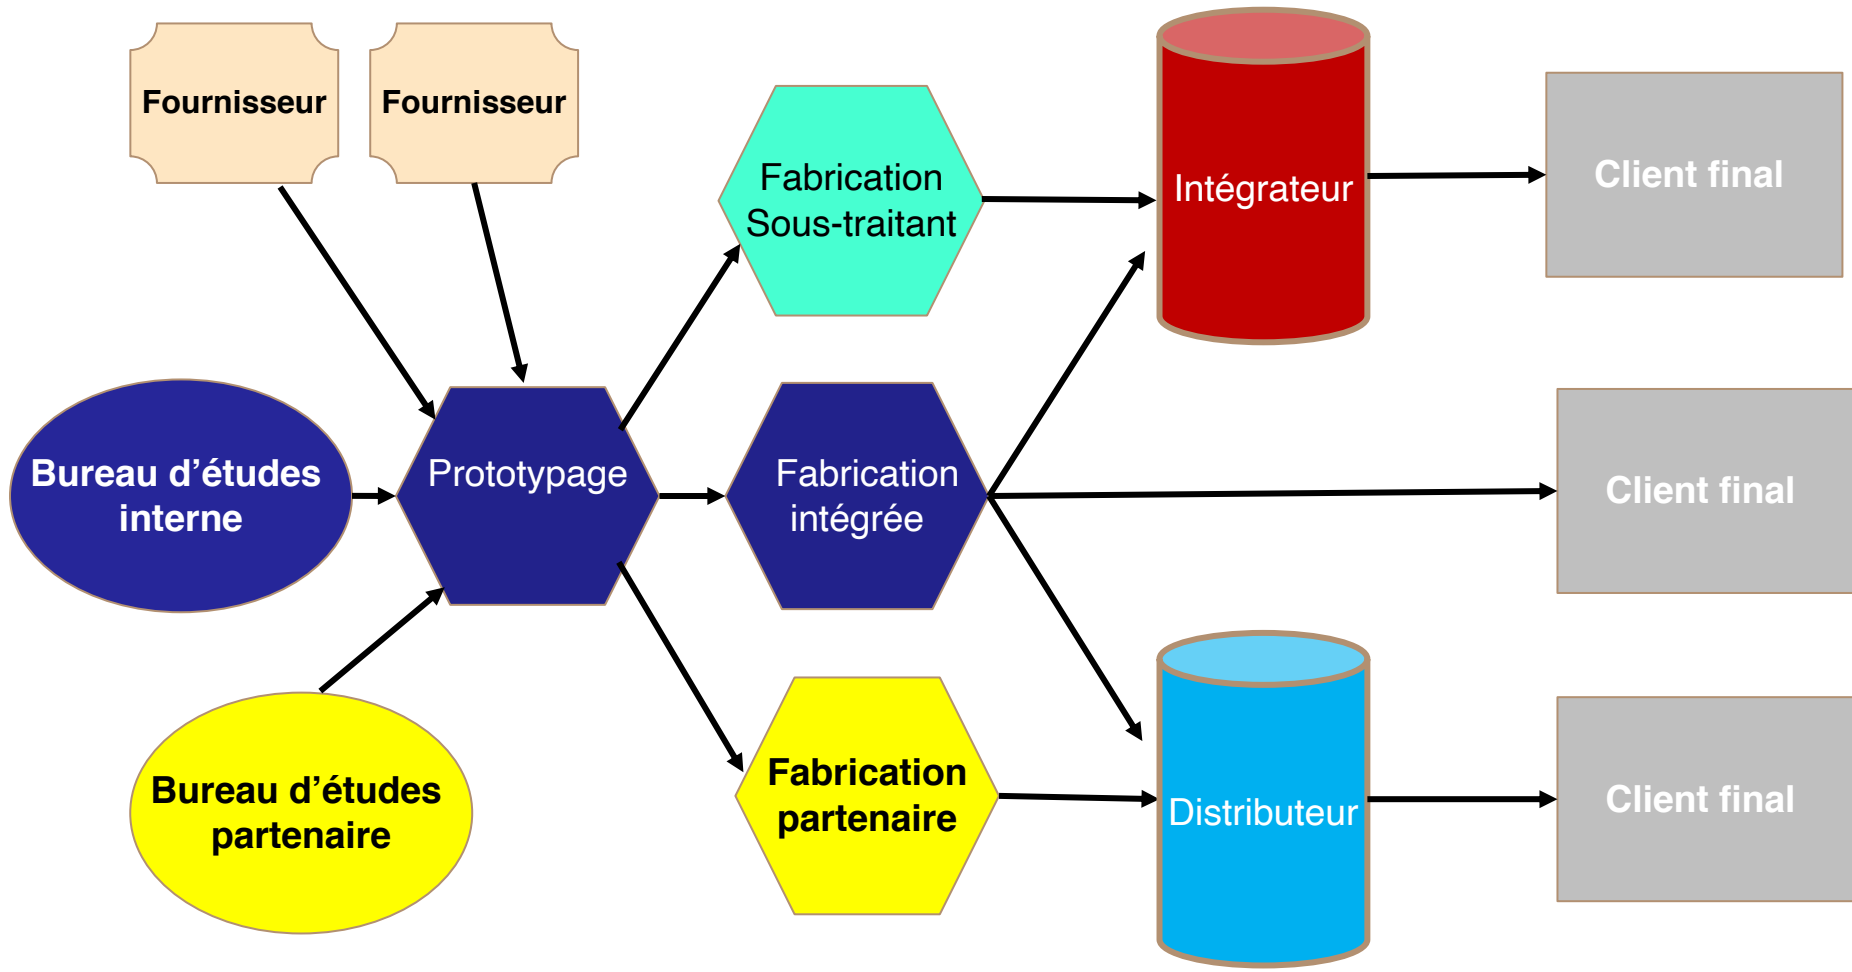 Fournisseur
Fournisseur
Fabrication
Sous-traitant
Intégrateur
Client final
Bureau d’études
interne
Prototypage
Fabrication
intégrée
Client final
Bureau d’études
partenaire
Fabrication
partenaire
Distributeur
Client final